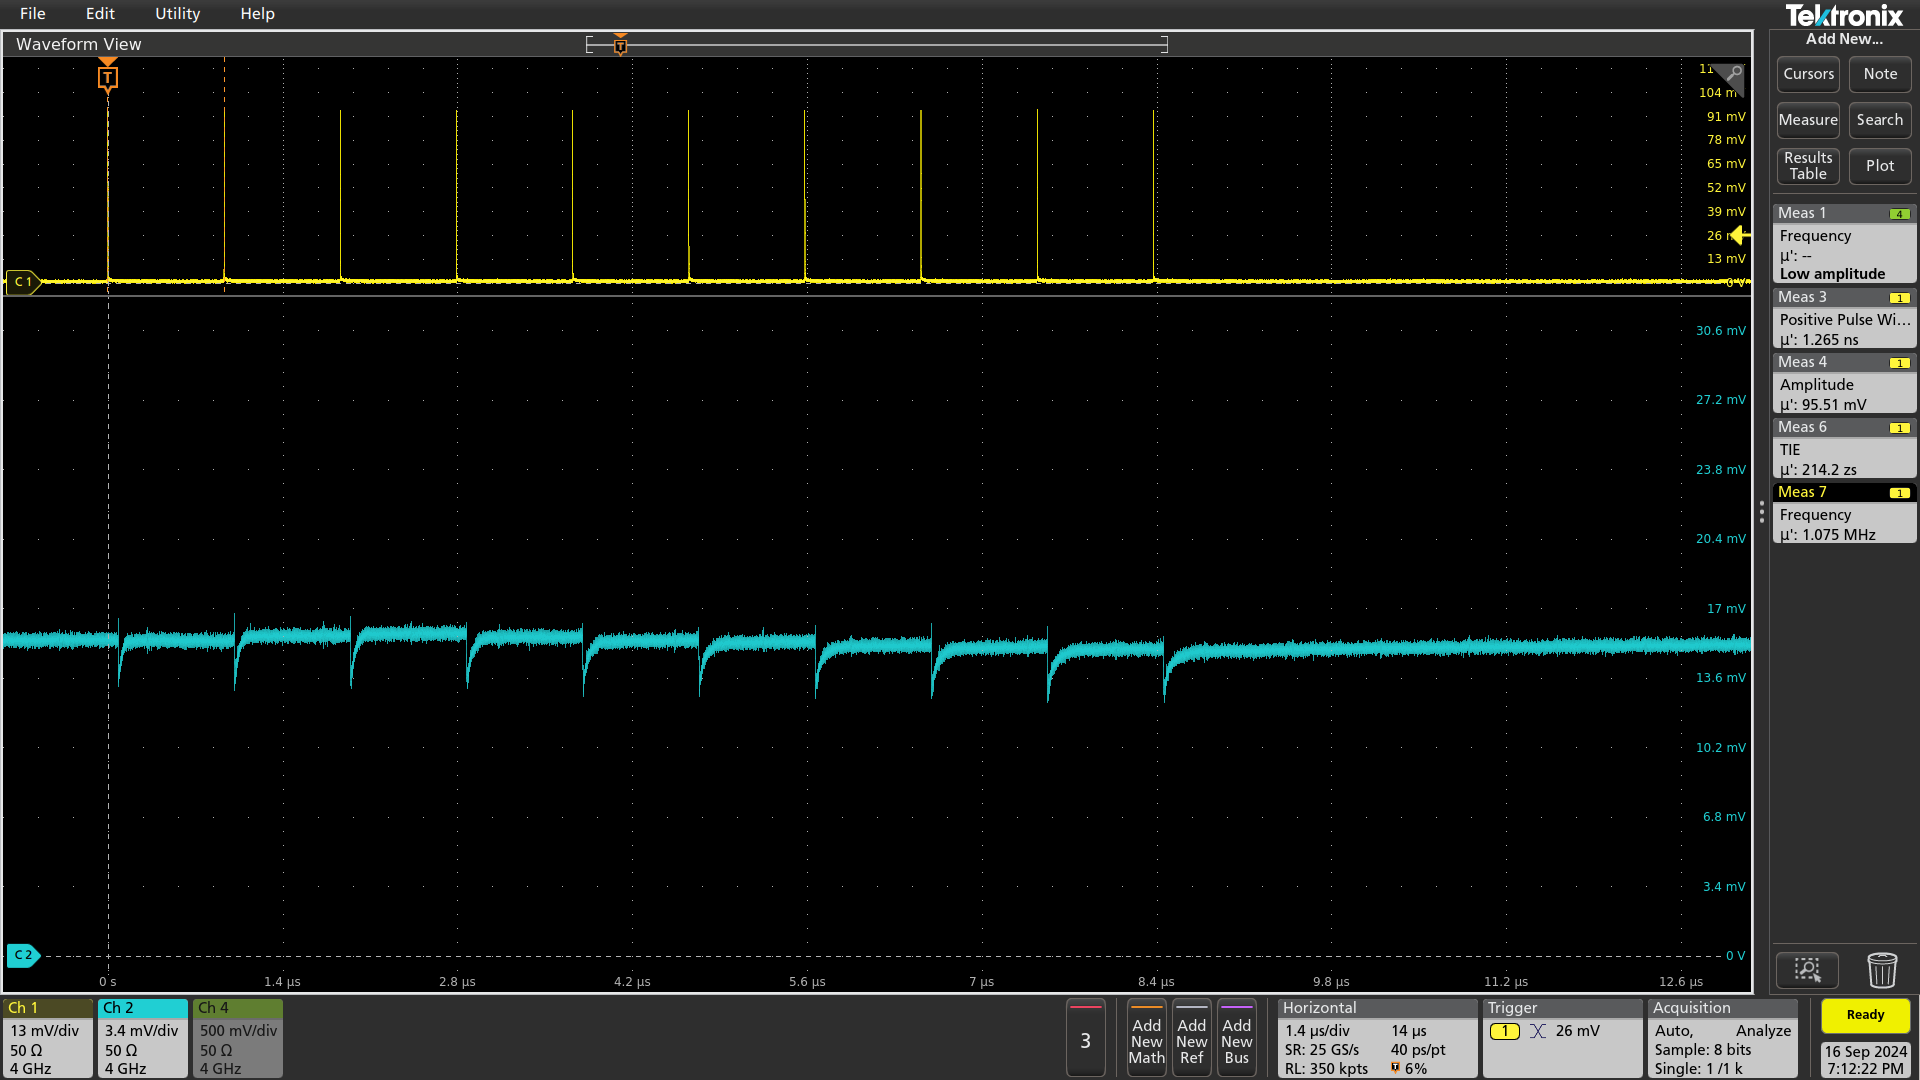 File Edit Utility Help
Tektronix
Waveform View
Add New...
T
T
Cursors Note
Measure Search
Results Table Plot
104 m
91 mV
78 mV
65 mV
52 mV
39 mV
26 m
13 mV
0 V
C 1
Meas 1 4
Frequency
µ': --
Low amplitude
Meas 3 1
Positive Pulse Wi...
µ': 1.265 ns
Meas 4 1
Amplitude
µ': 95.51 mV
Meas 6 1
TIE
µ': 214.2 zs
Meas 7 1
Frequency
µ': 1.075 MHz
30.6 mV
27.2 mV
23.8 mV
20.4 mV
17 mV
13.6 mV
10.2 mV
6.8 mV
3.4 mV
0 V
C 2
0 s 1.4 µs 2.8 µs 4.2 µs 5.6 µs 7 µs 8.4 µs 9.8 µs 11.2 µs 12.6 µs
Ch 1
13 mV/div
50 Ω
4 GHz
Ch 2
3.4 mV/div
50 Ω
4 GHz
Ch 4
500 mV/div
50 Ω
4 GHz
3
Add New Math
Add New Ref
Add New Bus
Horizontal
1.4 µs/div 14 µs
SR: 25 GS/s 40 ps/pt
RL: 350 kpts T 6%
Trigger
1 26 mV
Acquisition
Auto, Analyze
Sample: 8 bits
Single: 1 /1 k
Ready
16 Sep 2024
7:12:22 PM